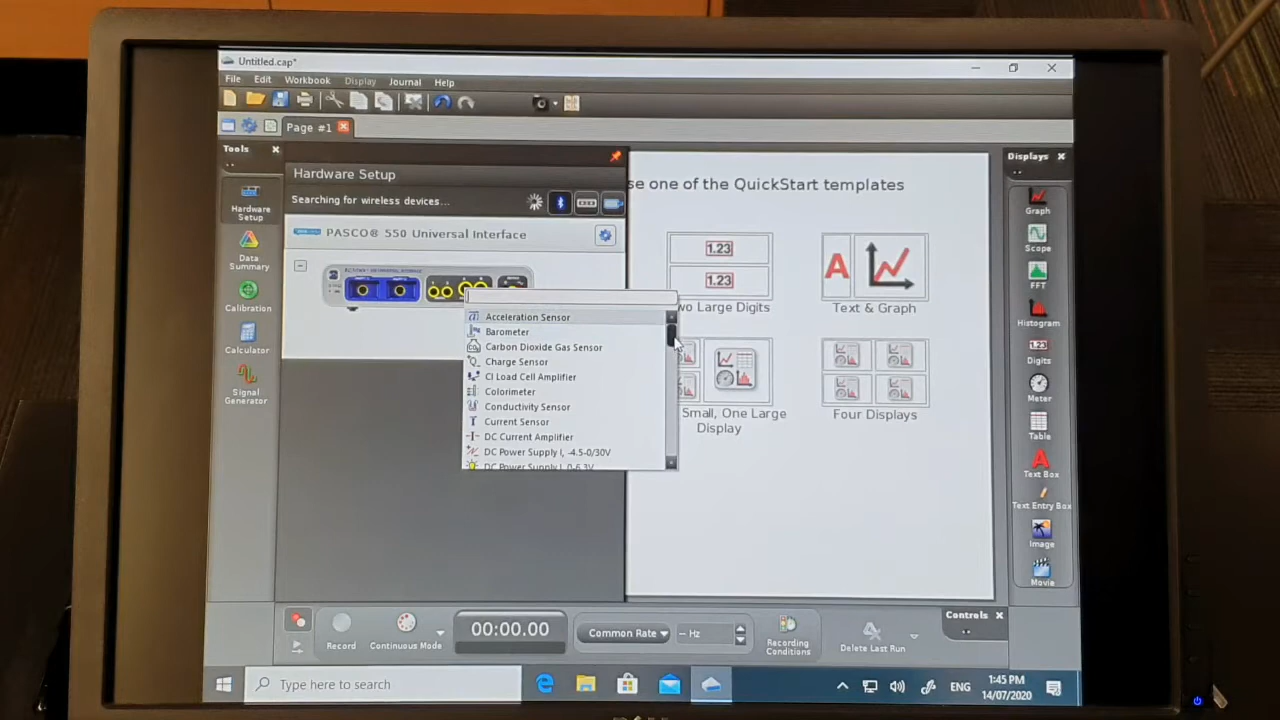 Untitled.cap*
File Edit Workbook Display Journal Help
Page #1
Tools
Hardware Setup
Searching for wireless devices...
PASCO® 550 Universal Interface
Hardware
Setup
Data
Summary
Calibration
Calculator
Signal
Generator
Acceleration Sensor
Barometer
Carbon Dioxide Gas Sensor
Charge Sensor
CI Load Cell Amplifier
Colorimeter
Conductivity Sensor
Current Sensor
DC Current Amplifier
DC Power Supply I, -4.5-0/30V
DC Power Supply I, 0-6.3V
se one of the QuickStart templates
1.23
1.23
wo Large Digits
A
Text & Graph
Small, One Large
Display
Four Displays
Displays
Graph
Scope
FFT
Histogram
1.23
Digits
Meter
Table
A
Text Box
Text Entry Box
Image
Movie
Record
Continuous Mode
00:00.00
Common Rate
- Hz
Recording
Conditions
Delete Last Run
Controls
Type here to search
ENG
1:45 PM
14/07/2020